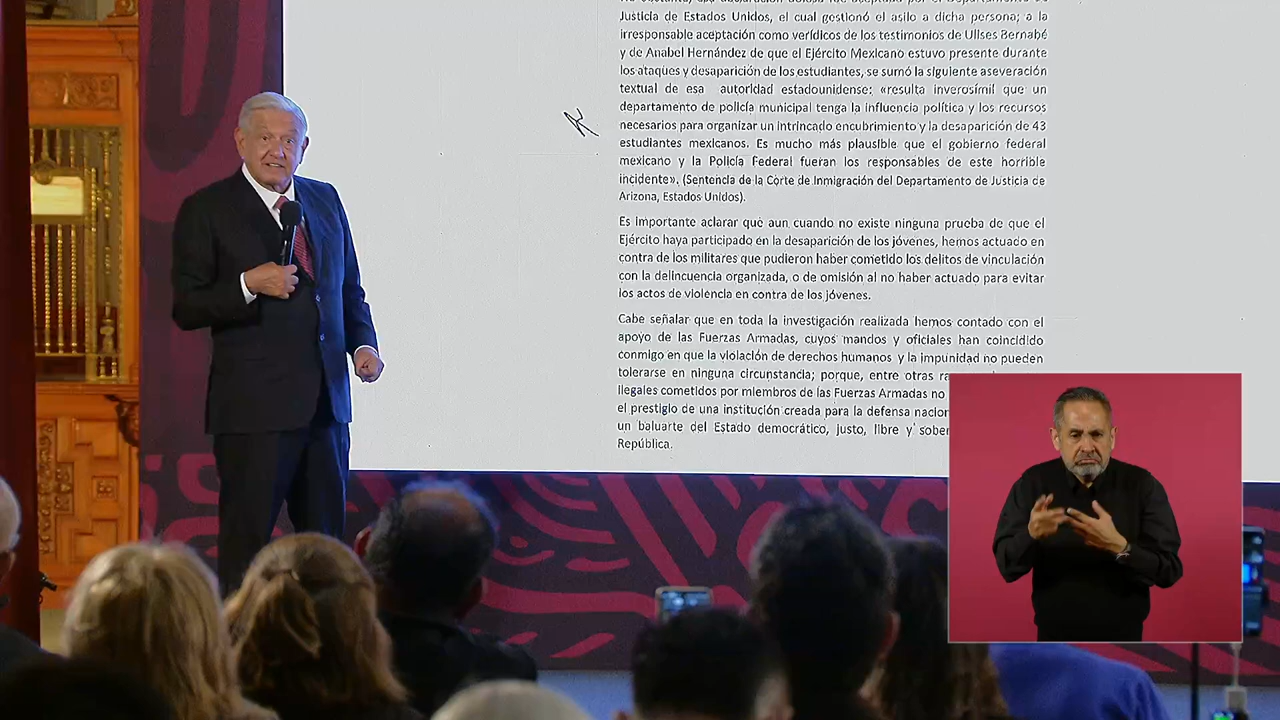 Justicia de Estados Unidos, el cual gestionó el asilo a dicha persona; a la
irresponsable aceptación como verídicos de los testimonios de Ulises Bernabé
y de Anabel Hernández de que el Ejército Mexicano estuvo presente durante
los ataques y desaparición de los estudiantes, se sumó la siguiente aseveración
textual de esa autoridad estadounidense: «resulta inverosímil que un
departamento de policía municipal tenga la influencia política y los recursos
necesarios para organizar un intrincado encubrimiento y la desaparición de 43
estudiantes mexicanos. Es mucho más plausible que el gobierno federal
mexicano y la Policía Federal fueran los responsables de este horrible
incidente». (Sentencia de la Corte de Inmigración del Departamento de Justicia de
Arizona, Estados Unidos).
Es importante aclarar que aun cuando no existe ninguna prueba de que el
Ejército haya participado en la desaparición de los jóvenes, hemos actuado en
contra de los militares que pudieron haber cometido los delitos de vinculación
con la delincuencia organizada, o de omisión al no haber actuado para evitar
los actos de violencia en contra de los jóvenes.
Cabe señalar que en toda la investigación realizada hemos contado con el
apoyo de las Fuerzas Armadas, cuyos mandos y oficiales han coincidido
conmigo en que la violación de derechos humanos y la impunidad no pueden
tolerarse en ninguna circunstancia; porque, entre otras
ilegales cometidos por miembros de las Fuerzas Armadas no
el prestigio de una institución creada para la defensa
un baluarte del Estado democrático, justo, libre y
República.